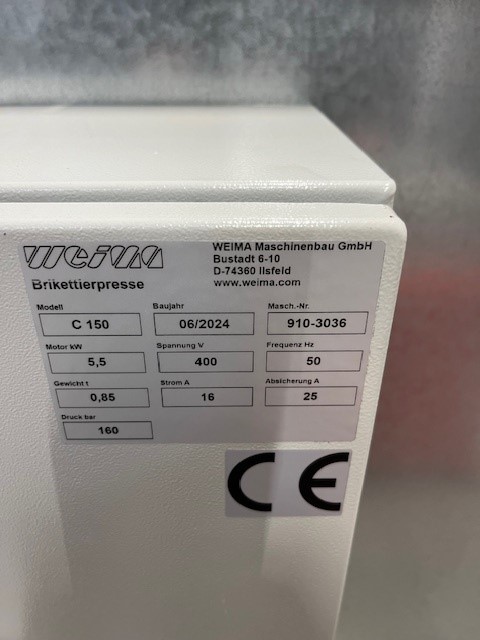 WEIMA
WEIMA Maschinenbau GmbH
Bustadt 6-10
D-74360 Ilsfeld
www.weima.com
Brikettierpresse
Modell Baujahr Masch.-Nr.
C 150 06/2024 910-3036
Motor kW Spannung V Frequenz Hz
5,5 400 50
Gewicht t Strom A Absicherung A
0,85 16 25
Druck bar
160
CE